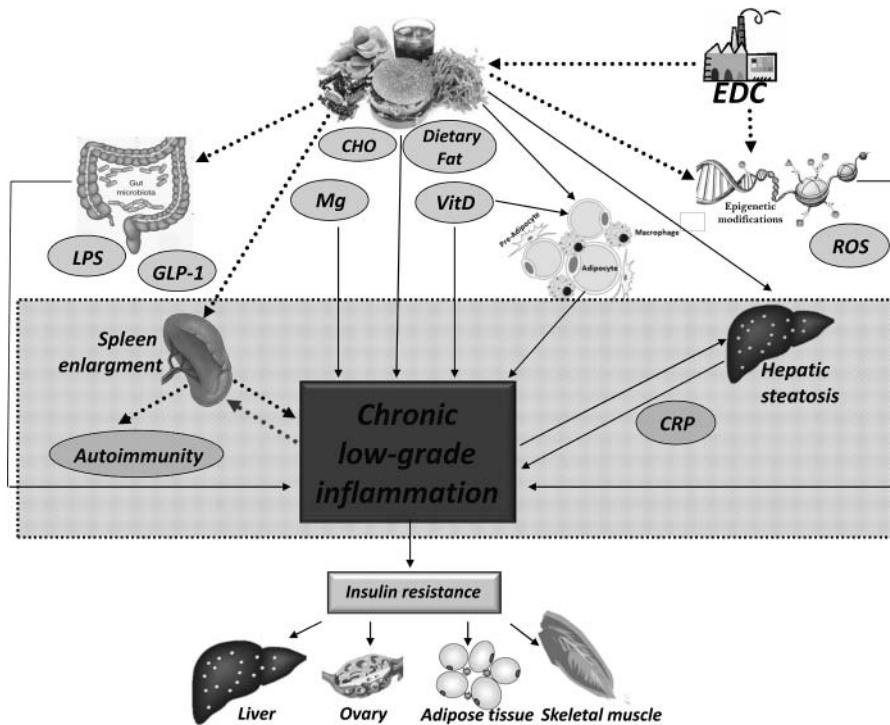 EDC
CHO
Dietary
Fat
Gut
microbiota
Mg
VitD
Pre-Adipocyte
Macrophage
Adipocyte
Epigenetic
modifications
LPS
GLP-1
ROS
Spleen
enlargment
Autoimmunity
Chronic
low-grade
inflammation
CRP
Hepatic
steatosis
Insulin resistance
Liver
Ovary
Adipose tissue
Skeletal muscle